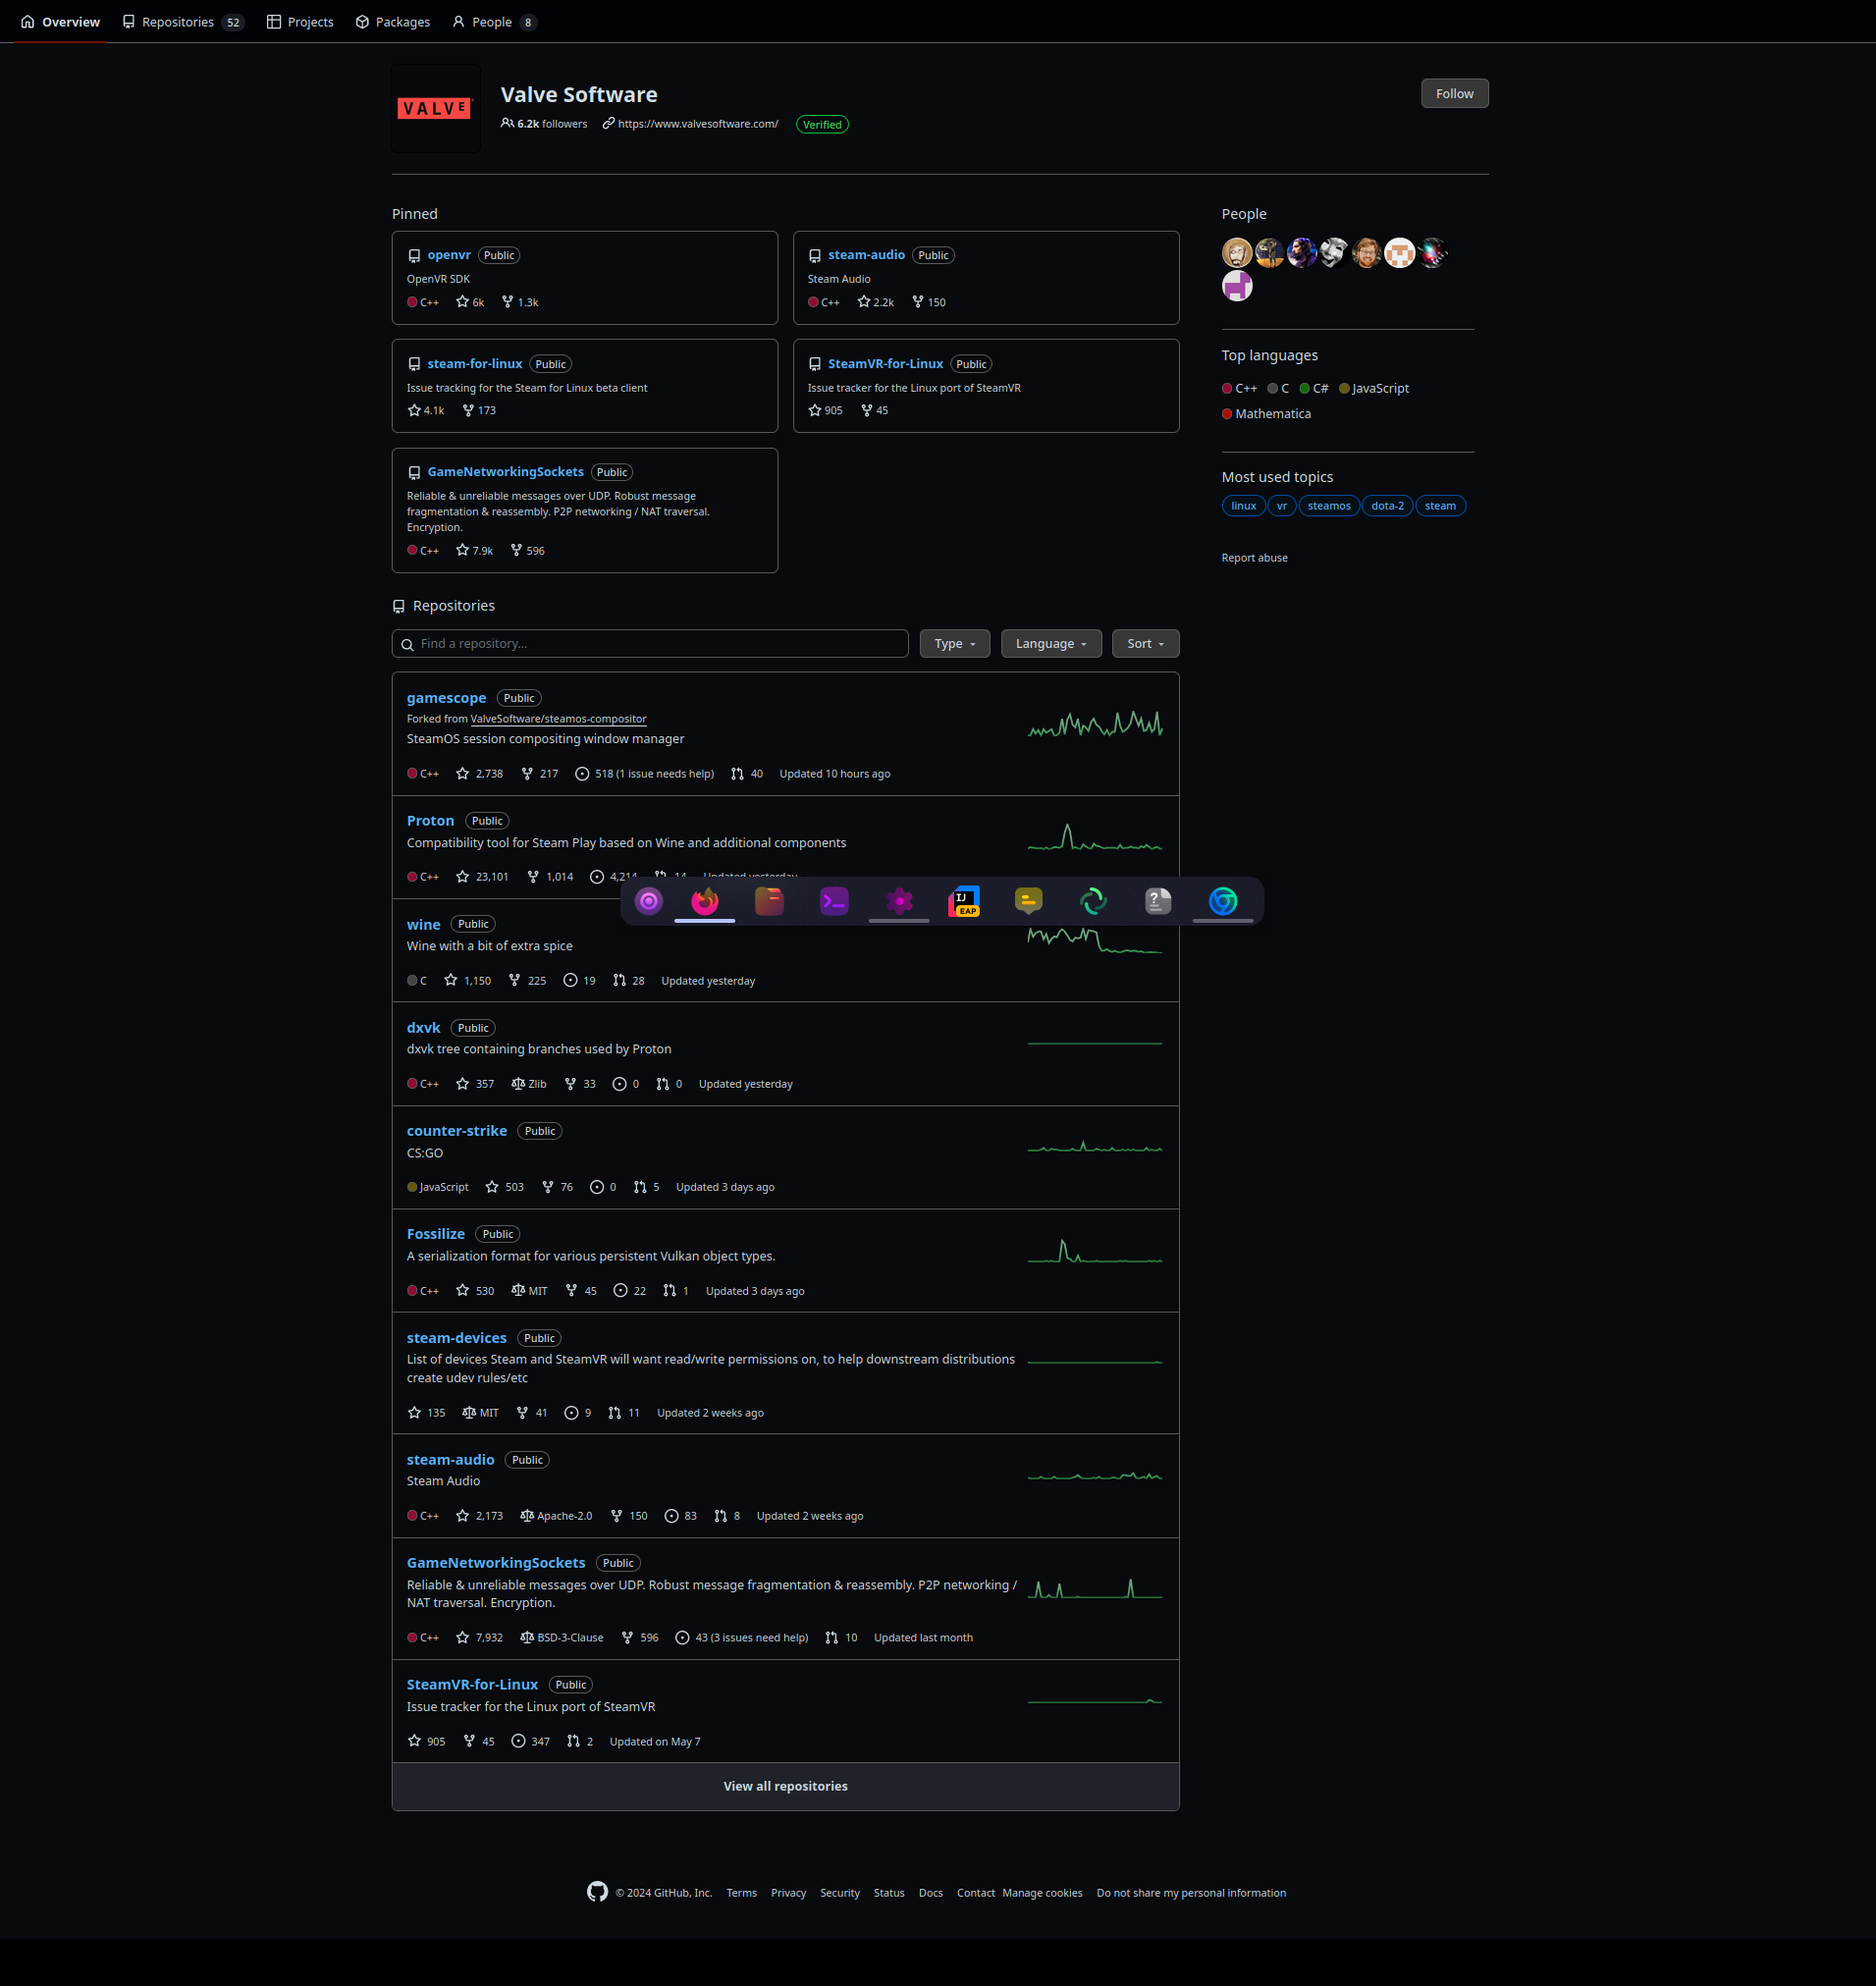 Overview Repositories 52 Projects Packages People 8
VALVE
Valve Software
Follow
6.2k followers https://www.valvesoftware.com/ Verified
Pinned
openvr Public
OpenVR SDK
C++ 6k 1.3k
steam-audio Public
Steam Audio
C++ 2.2k 150
steam-for-linux Public
Issue tracking for the Steam for Linux beta client
4.1k 173
SteamVR-for-Linux Public
Issue tracker for the Linux port of SteamVR
905 45
GameNetworkingSockets Public
Reliable & unreliable messages over UDP. Robust message
fragmentation & reassembly. P2P networking / NAT traversal.
Encryption.
C++ 7.9k 596
People
Top languages
C++ C C# JavaScript
Mathematica
Most used topics
linux vr steamos dota-2 steam
Report abuse
Repositories
Find a repository... Type Language Sort
gamescope Public
Forked from ValveSoftware/steamos-compositor
SteamOS session compositing window manager
C++ 2,738 217 518 (1 issue needs help) 40 Updated 10 hours ago
Proton Public
Compatibility tool for Steam Play based on Wine and additional components
C++ 23,101 1,014 4,214 14 Updated yesterday
IJ
EAP
?
wine Public
Wine with a bit of extra spice
C 1,150 225 19 28 Updated yesterday
dxvk Public
dxvk tree containing branches used by Proton
C++ 357 Zlib 33 0 0 Updated yesterday
counter-strike Public
CS:GO
JavaScript 503 76 0 5 Updated 3 days ago
Fossilize Public
A serialization format for various persistent Vulkan object types.
C++ 530 MIT 45 22 1 Updated 3 days ago
steam-devices Public
List of devices Steam and SteamVR will want read/write permissions on, to help downstream distributions
create udev rules/etc
135 MIT 41 9 11 Updated 2 weeks ago
steam-audio Public
Steam Audio
C++ 2,173 Apache-2.0 150 83 8 Updated 2 weeks ago
GameNetworkingSockets Public
Reliable & unreliable messages over UDP. Robust message fragmentation & reassembly. P2P networking /
NAT traversal. Encryption.
C++ 7,932 BSD-3-Clause 596 43 (3 issues need help) 10 Updated last month
SteamVR-for-Linux Public
Issue tracker for the Linux port of SteamVR
905 45 347 2 Updated on May 7
View all repositories
© 2024 GitHub, Inc. Terms Privacy Security Status Docs Contact Manage cookies Do not share my personal information